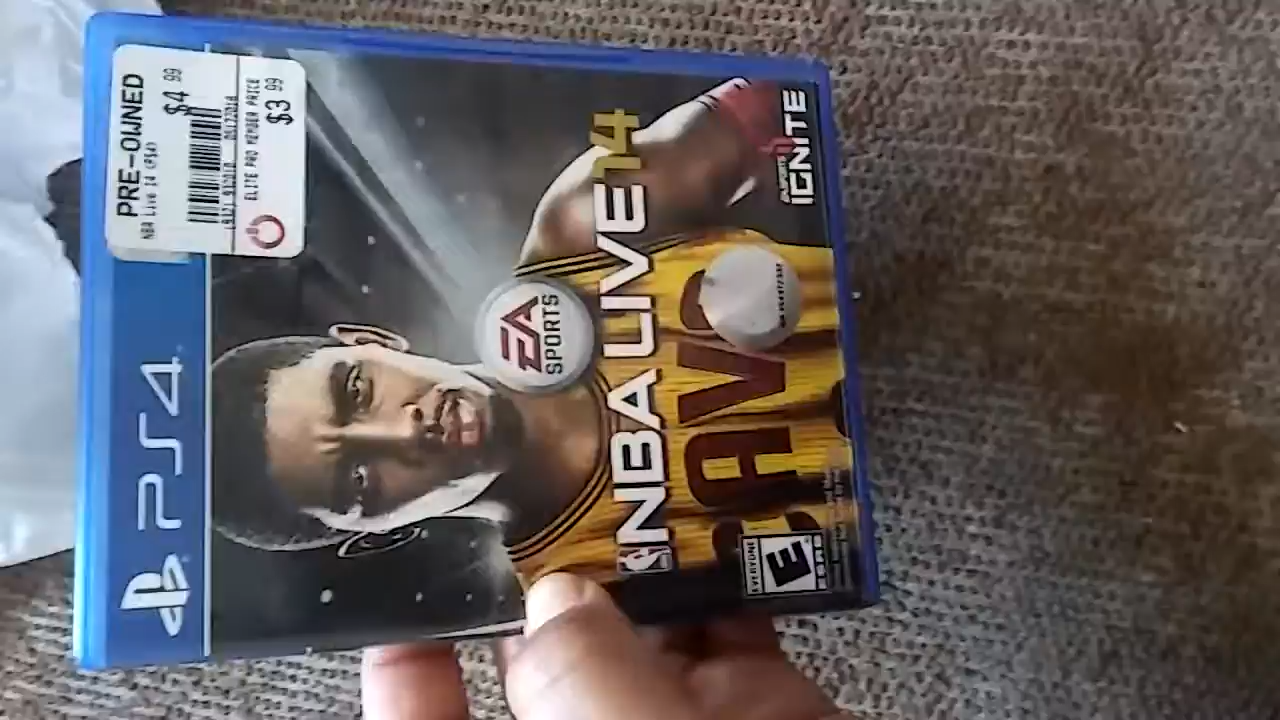 PRE-OWNED
NBA Live 14 (PS4)
$4.99
ELITE PRO MEMBER PRICE
$3.99
PS4
EA
SPORTS
NBA LIVE 14
IGNITE
CAVS
EVERYONE
E
ESRB